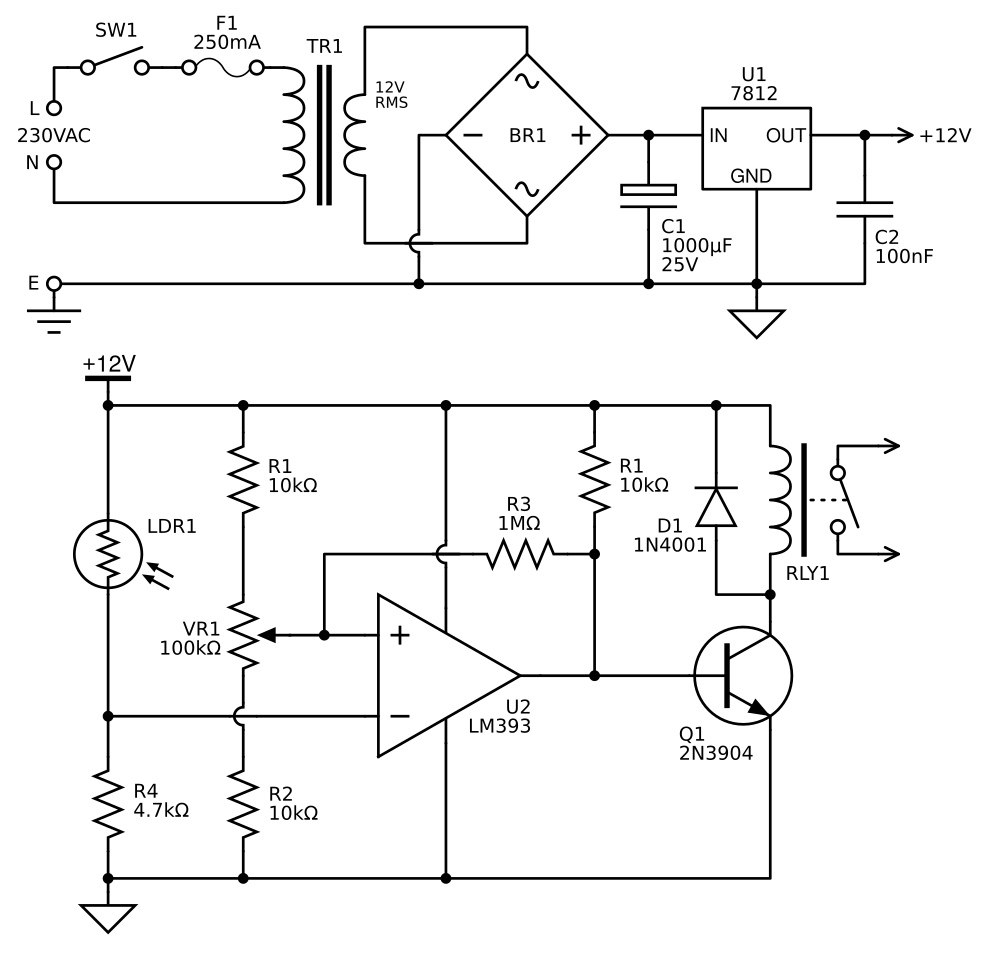 SW1
F1
250mA
TR1
12V
RMS
L
230VAC
N
E
BR1
U1
7812
IN
OUT
GND
+12V
C1
1000µF
25V
C2
100nF
+12V
R1
10kΩ
R1
10kΩ
R3
1MΩ
LDR1
D1
1N4001
RLY1
VR1
100kΩ
U2
LM393
Q1
2N3904
R4
4.7kΩ
R2
10kΩ